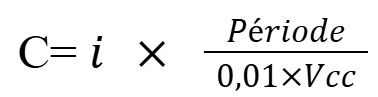 C= i × Période / 0,01×Vcc